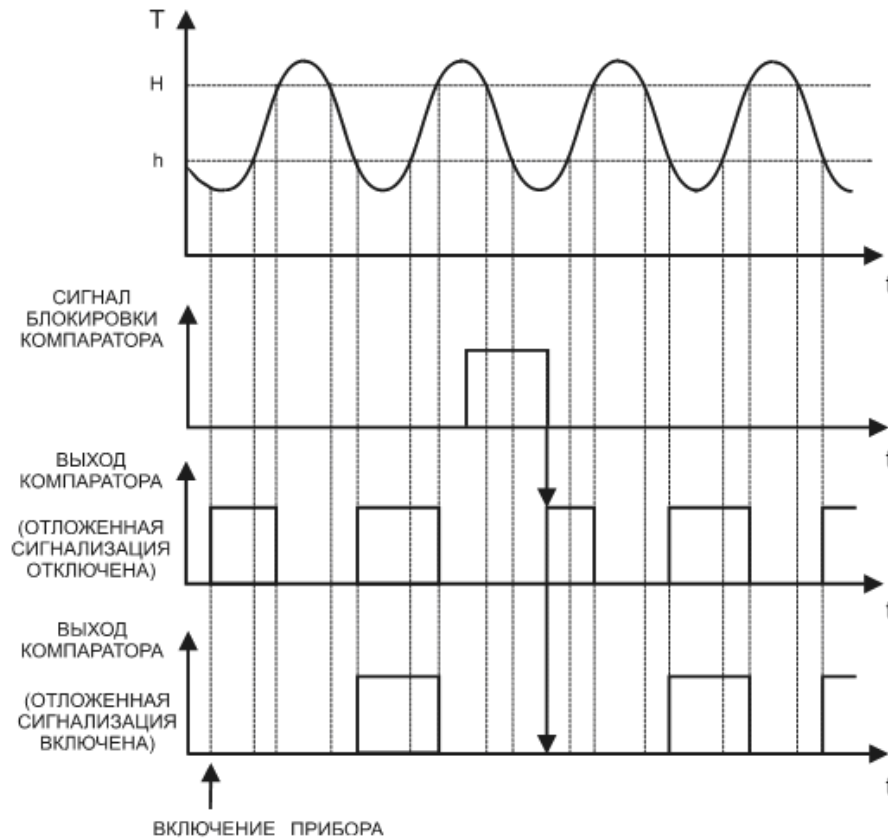 T
H
h
t
СИГНАЛ
БЛОКИРОВКИ
КОМПАРАТОРА
t
ВЫХОД
КОМПАРАТОРА
(ОТЛОЖЕННАЯ
СИГНАЛИЗАЦИЯ
ОТКЛЮЧЕНА)
t
ВЫХОД
КОМПАРАТОРА
(ОТЛОЖЕННАЯ
СИГНАЛИЗАЦИЯ
ВКЛЮЧЕНА)
t
ВКЛЮЧЕНИЕ ПРИБОРА